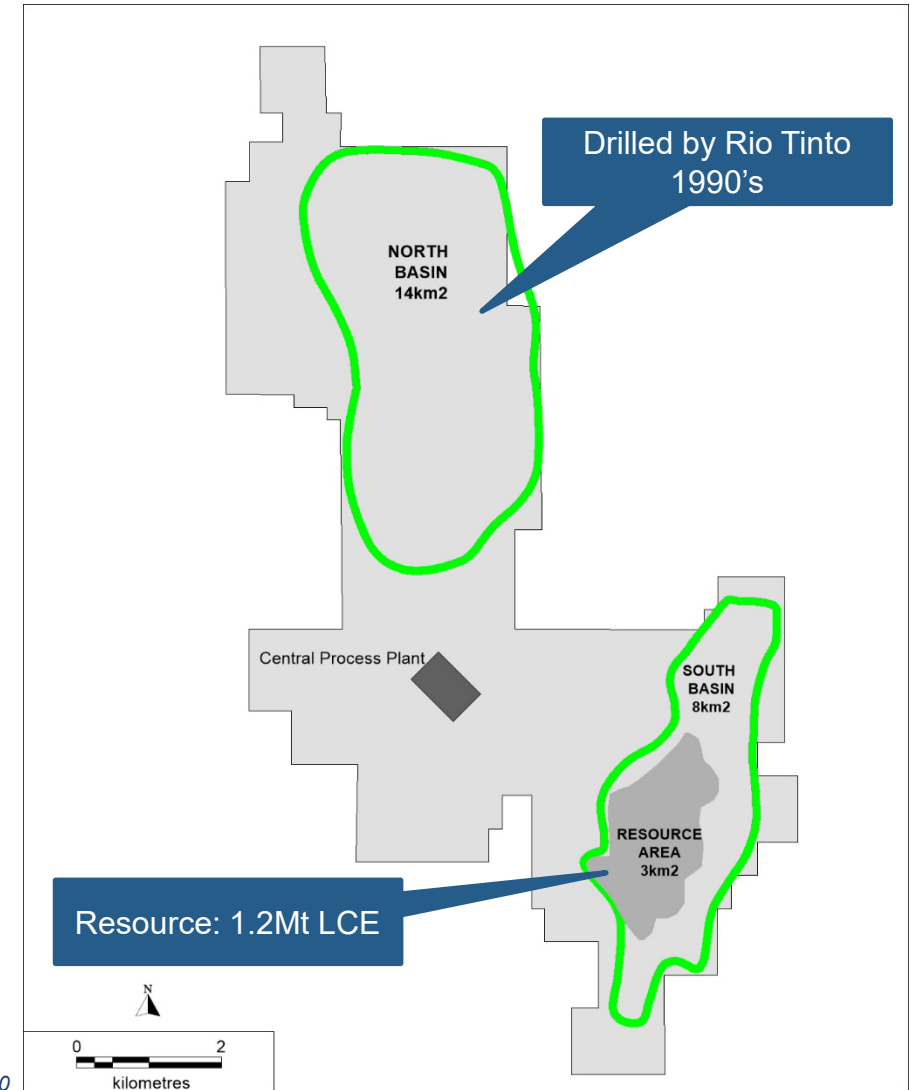 Drilled by Rio Tinto
1990's
NORTH
BASIN
14km2
Central Process Plant
SOUTH
BASIN
8km2
RESOURCE
AREA
3km2
Resource: 1.2Mt LCE
N
0 2
kilometres
0